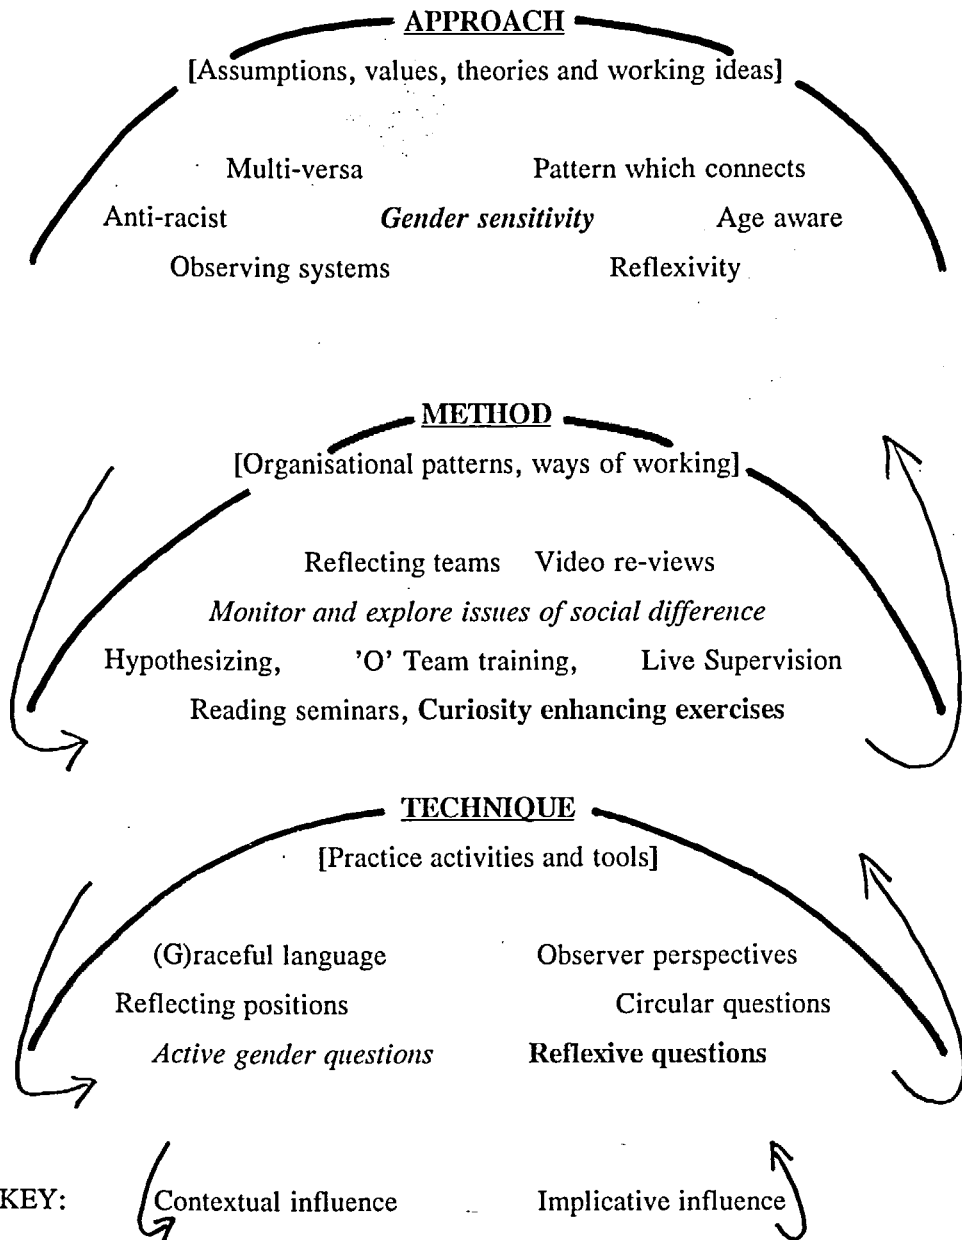 APPROACH
[Assumptions, values, theories and working ideas]
Multi-versa Pattern which connects
Anti-racist Gender sensitivity Age aware
Observing systems Reflexivity
METHOD
[Organisational patterns, ways of working]
Reflecting teams Video re-views
Monitor and explore issues of social difference
Hypothesizing, 'O' Team training, Live Supervision
Reading seminars, Curiosity enhancing exercises
TECHNIQUE
[Practice activities and tools]
(G)raceful language Observer perspectives
Reflecting positions Circular questions
Active gender questions Reflexive questions
KEY: Contextual influence Implicative influence